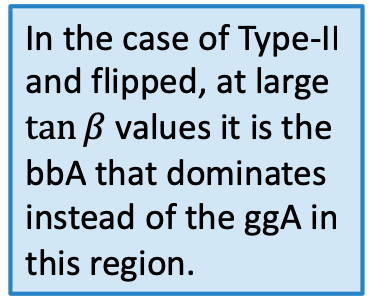 In the case of Type-II
and flipped, at large
tan β values it is the
bbA that dominates
instead of the ggA in
this region.